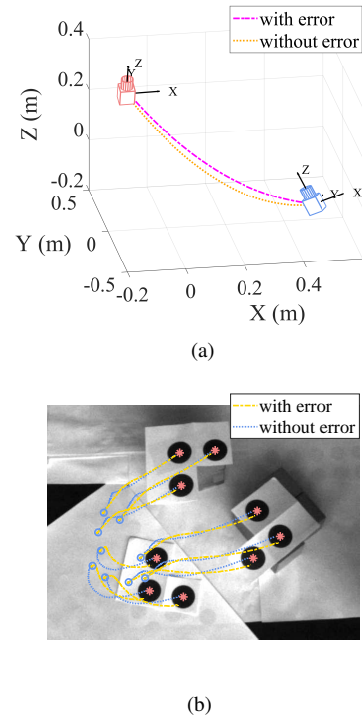 with error
without error
0.4
0.2
0
-0.2
Z (m)
Z
Y
X
Z
Y
X
0.5
0
-0.5
Y (m)
-0.2
0
0.2
0.4
X (m)
(a)
with error
without error
(b)